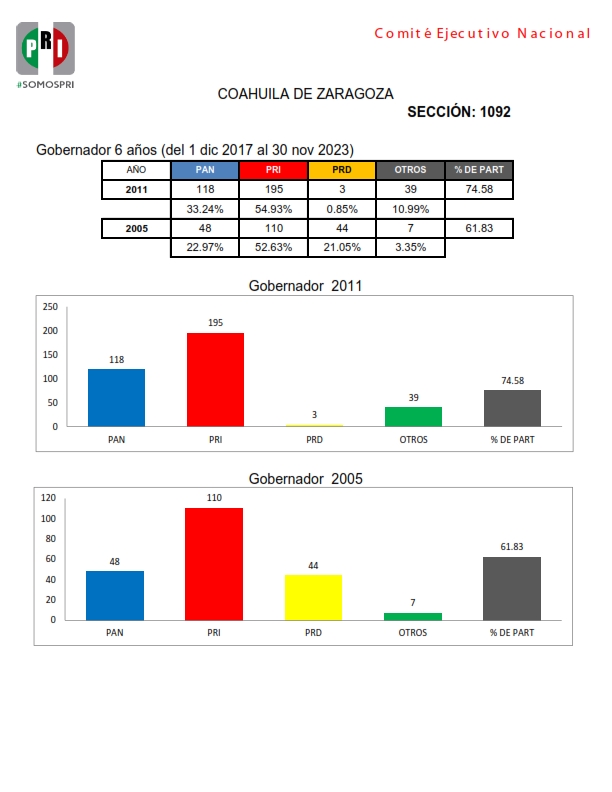 PRI
#SOMOSPRI
Comité Ejecutivo Nacional
COAHUILA DE ZARAGOZA
SECCIÓN: 1092
Gobernador 6 años (del 1 dic 2017 al 30 nov 2023)
AÑO PAN PRI PRD OTROS % DE PART
2011 118 195 3 39 74.58
33.24% 54.93% 0.85% 10.99%
2005 48 110 44 7 61.83
22.97% 52.63% 21.05% 3.35%
Gobernador 2011
250
200
150
100
50
0
118
195
3
39
74.58
PAN PRI PRD OTROS % DE PART
Gobernador 2005
120
100
80
60
40
20
0
48
110
44
7
61.83
PAN PRI PRD OTROS % DE PART